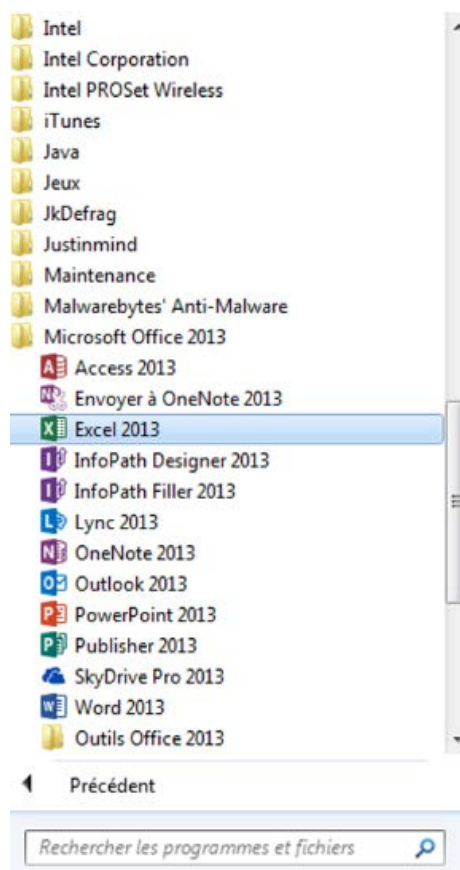 Intel
Intel Corporation
Intel PROSet Wireless
iTunes
Java
Jeux
JkDefrag
Justinmind
Maintenance
Malwarebytes' Anti-Malware
Microsoft Office 2013
Access 2013
Envoyer à OneNote 2013
Excel 2013
InfoPath Designer 2013
InfoPath Filler 2013
Lync 2013
OneNote 2013
Outlook 2013
PowerPoint 2013
Publisher 2013
SkyDrive Pro 2013
Word 2013
Outils Office 2013
Précédent
Rechercher les programmes et fichiers